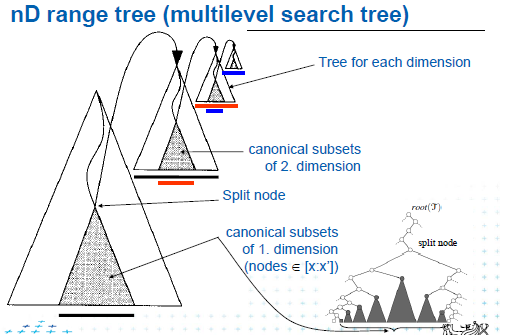 nD range tree (multilevel search tree)
Tree for each dimension
canonical subsets
of 2. dimension
Split node
canonical subsets
of 1. dimension
(nodes ∈ [x:x'])
root(𝒯)
split node